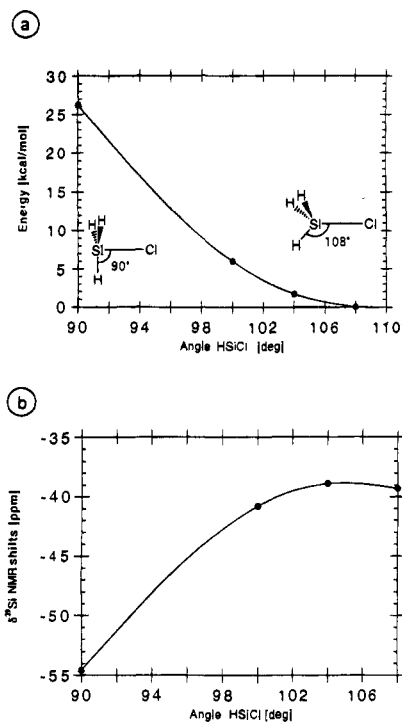 a
Energy [kcal/mol]
30
25
20
15
10
5
0
H H
Si Cl
90°
H
H
H
Si Cl
H 108°
90 94 98 102 106 110
Angle HSiCl [deg]
b
δ²⁹Si NMR shifts [ppm]
-35
-40
-45
-50
-55
90 94 98 102 106
Angle HSiCl [deg]